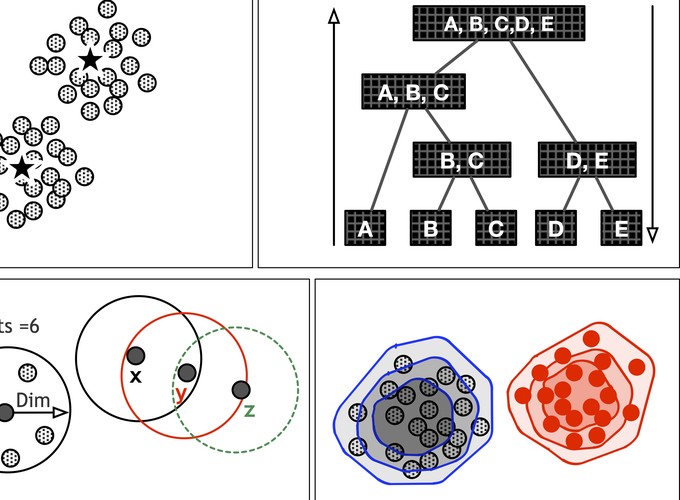 A, B, C,D, E
A, B, C
B, C
D, E
A
B
C
D
E
ts =6
Dim
x
y
z